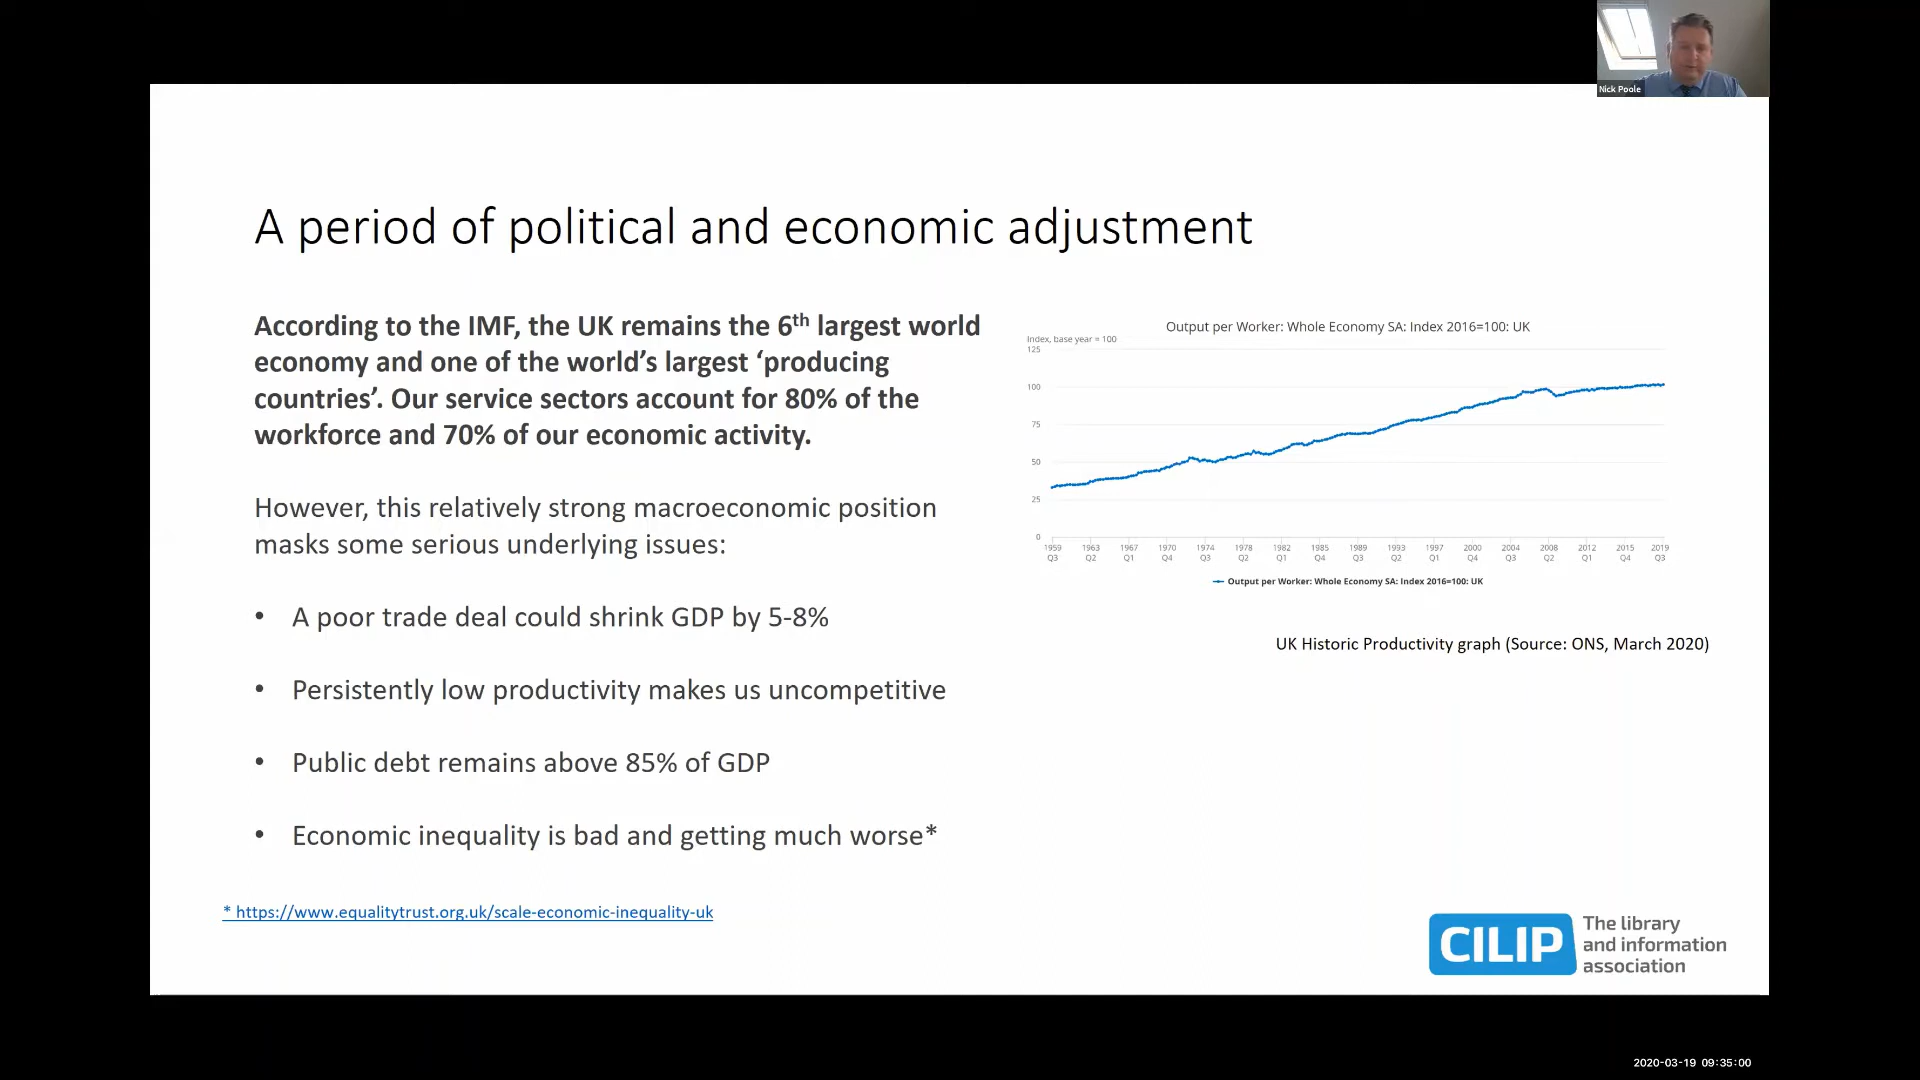 Nick Poole
A period of political and economic adjustment
According to the IMF, the UK remains the 6th largest world
economy and one of the world's largest 'producing
countries'. Our service sectors account for 80% of the
workforce and 70% of our economic activity.
However, this relatively strong macroeconomic position
masks some serious underlying issues:
• A poor trade deal could shrink GDP by 5-8%
• Persistently low productivity makes us uncompetitive
• Public debt remains above 85% of GDP
• Economic inequality is bad and getting much worse*
* https://www.equalitytrust.org.uk/scale-economic-inequality-uk
Output per Worker: Whole Economy SA: Index 2016=100: UK
Index, base year = 100
125
100
75
50
25
0
1959 1963 1967 1970 1974 1978 1982 1985 1989 1993 1997 2000 2004 2008 2012 2015 2019
Q3 Q2 Q1 Q4 Q3 Q2 Q1 Q4 Q3 Q2 Q1 Q4 Q3 Q2 Q1 Q4 Q3
Output per Worker: Whole Economy SA: Index 2016=100: UK
UK Historic Productivity graph (Source: ONS, March 2020)
CILIP
The library
and information
association
2020-03-19 09:35:00